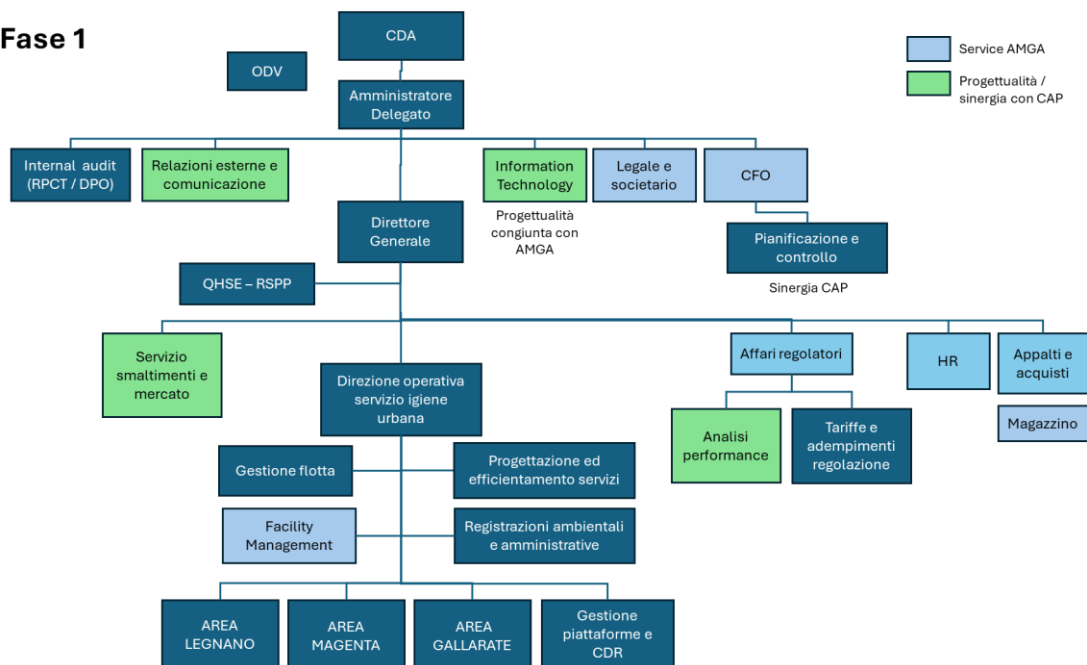 Fase 1
CDA
ODV
Amministratore
Delegato
Service AMGA
Progettualità /
sinergia con CAP
Internal audit
(RPCT / DPO)
Relazioni esterne e
comunicazione
Information
Technology
Progettualità
congiunta con
AMGA
Legale e
societario
CFO
Direttore
Generale
Pianificazione e
controllo
Sinergia CAP
QHSE – RSPP
Servizio
smaltimenti e
mercato
Direzione operativa
servizio igiene
urbana
Affari regolatori
HR
Appalti e
acquisti
Magazzino
Analisi
performance
Tariffe e
adempimenti
regolazione
Gestione flotta
Progettazione ed
efficientamento servizi
Facility
Management
Registrazioni ambientali
e amministrative
AREA
LEGNANO
AREA
MAGENTA
AREA
GALLARATE
Gestione
piattaforme e
CDR